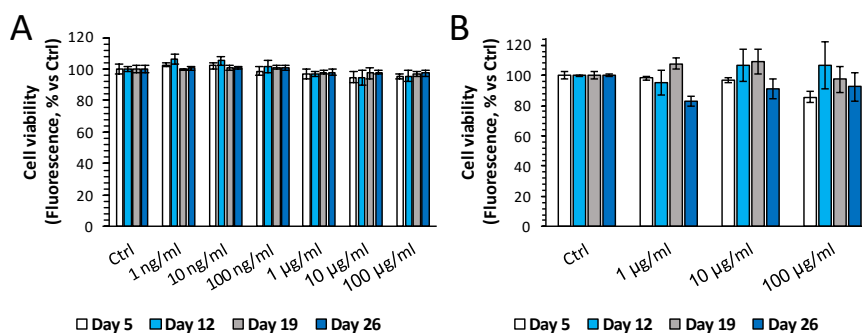 A
Cell viability
(Fluorescence, % vs Ctrl)
120
100
80
60
40
20
0
Ctrl
1 ng/ml
10 ng/ml
100 ng/ml
1 µg/ml
10 µg/ml
100 µg/ml
Day 5 Day 12 Day 19 Day 26
B
Cell viability
(Fluorescence, % vs Ctrl)
120
100
80
60
40
20
0
Ctrl
1 µg/ml
10 µg/ml
100 µg/ml
Day 5 Day 12 Day 19 Day 26